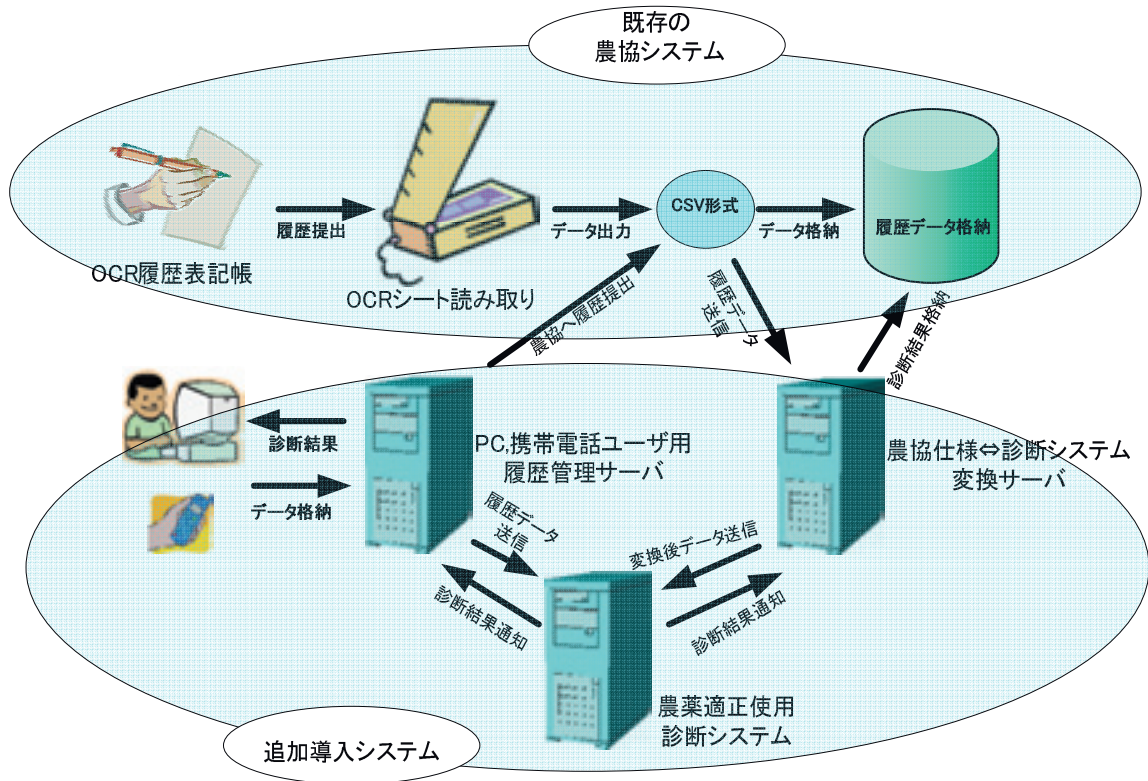 既存の
農協システム
履歴提出
データ出力
CSV形式
データ格納
履歴データ格納
OCR履歴表記帳
OCRシート読み取り
農協へ履歴提出
履歴データ
送信
診断結果格納
診断結果
データ格納
PC,携帯電話ユーザ用
履歴管理サーバ
農協仕様⇔診断システム
変換サーバ
履歴データ
送信
変換後データ送信
診断結果通知
診断結果通知
農薬適正使用
診断システム
追加導入システム